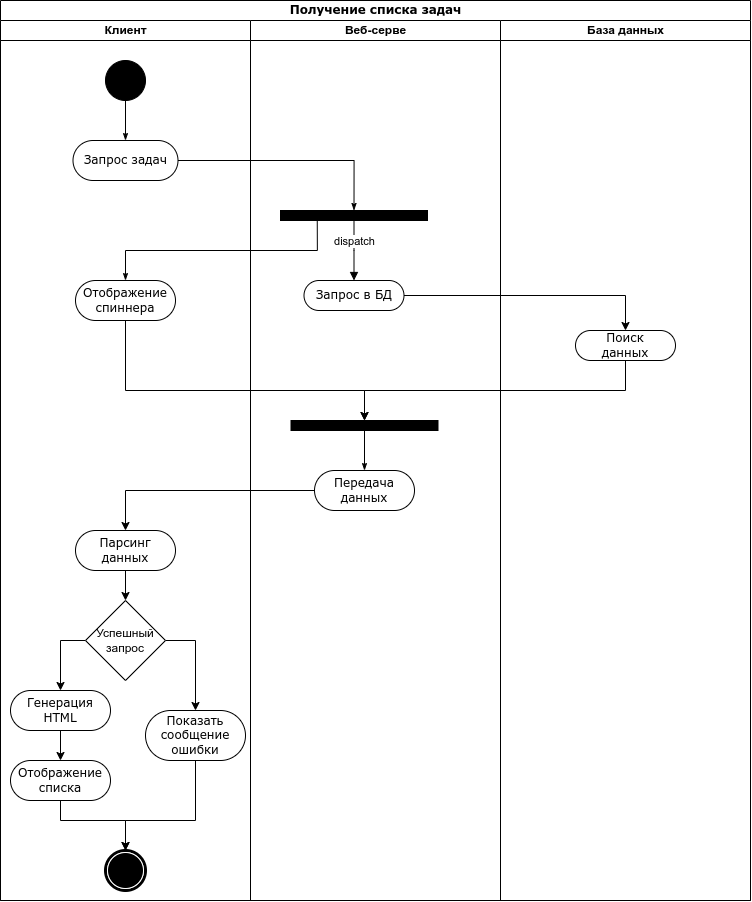 Получение списка задач
Клиент
Веб-серве
База данных
Запрос задач
dispatch
Отображение
спиннера
Запрос в БД
Поиск
данных
Передача
данных
Парсинг
данных
Успешный
запрос
Генерация
HTML
Показать
сообщение
ошибки
Отображение
списка